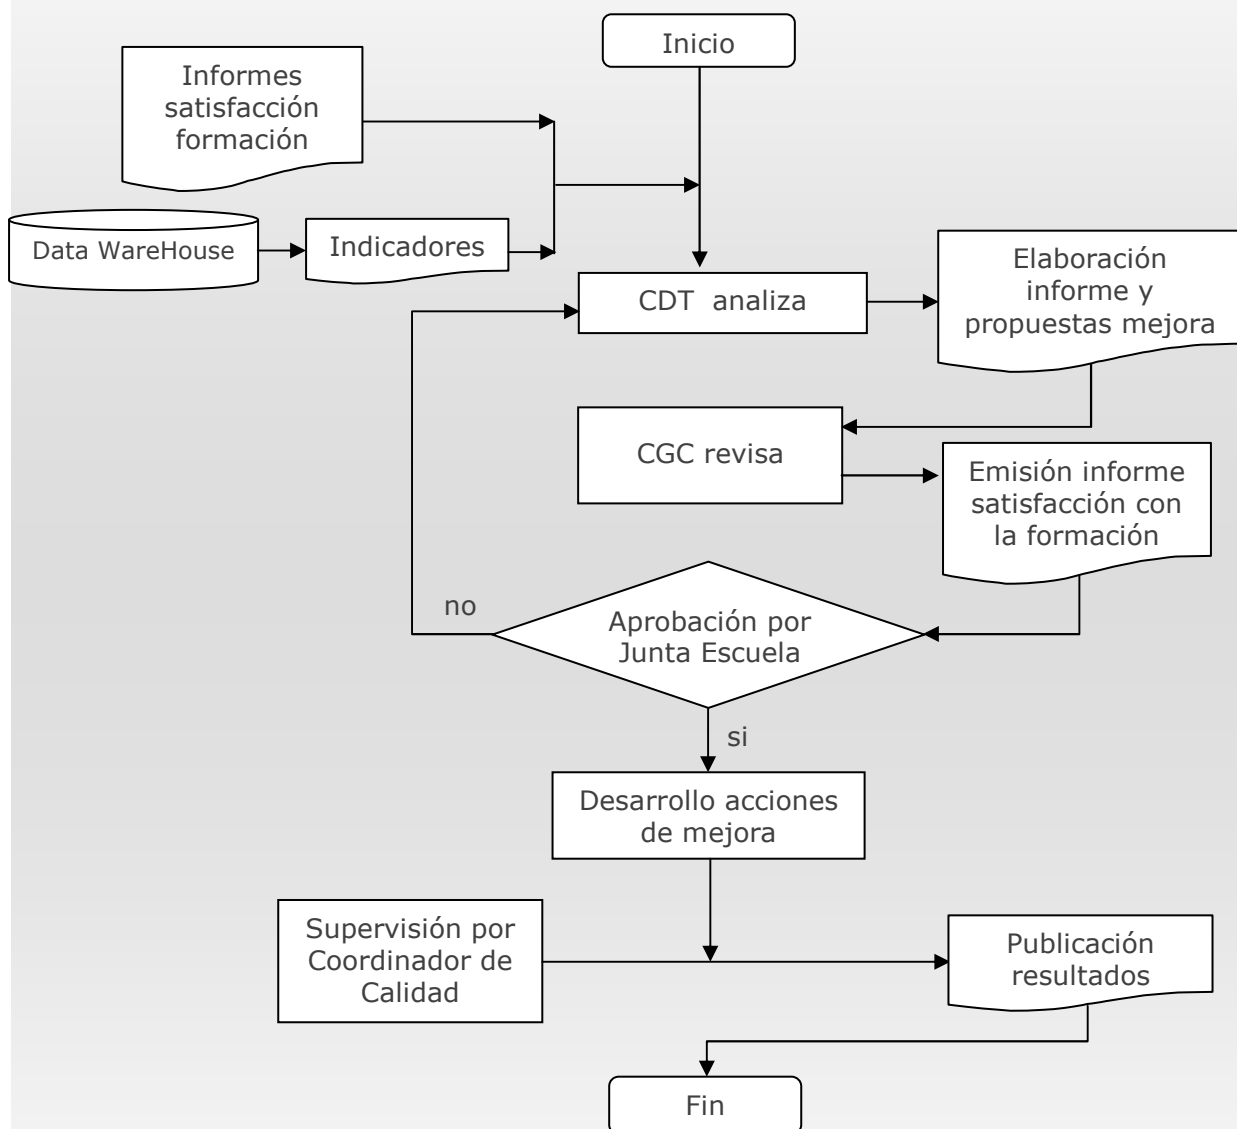 Inicio
Informes
satisfacción
formación
Data WareHouse
Indicadores
CDT analiza
Elaboración
informe y
propuestas mejora
CGC revisa
Emisión informe
satisfacción con
la formación
no
Aprobación por
Junta Escuela
si
Desarrollo acciones
de mejora
Supervisión por
Coordinador de
Calidad
Publicación
resultados
Fin